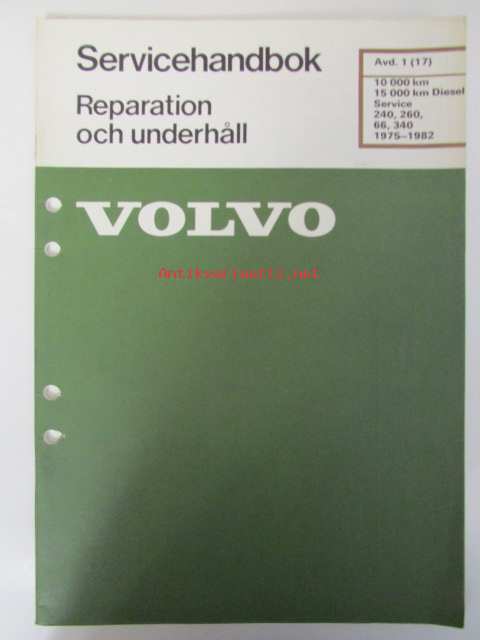 Servicehandbok
Reparation
och underhåll
Avd. 1 (17)
10 000 km
15 000 km Diesel
Service
240, 260,
66, 340
1975–1982
VOLVO
Antikvariaatti.net